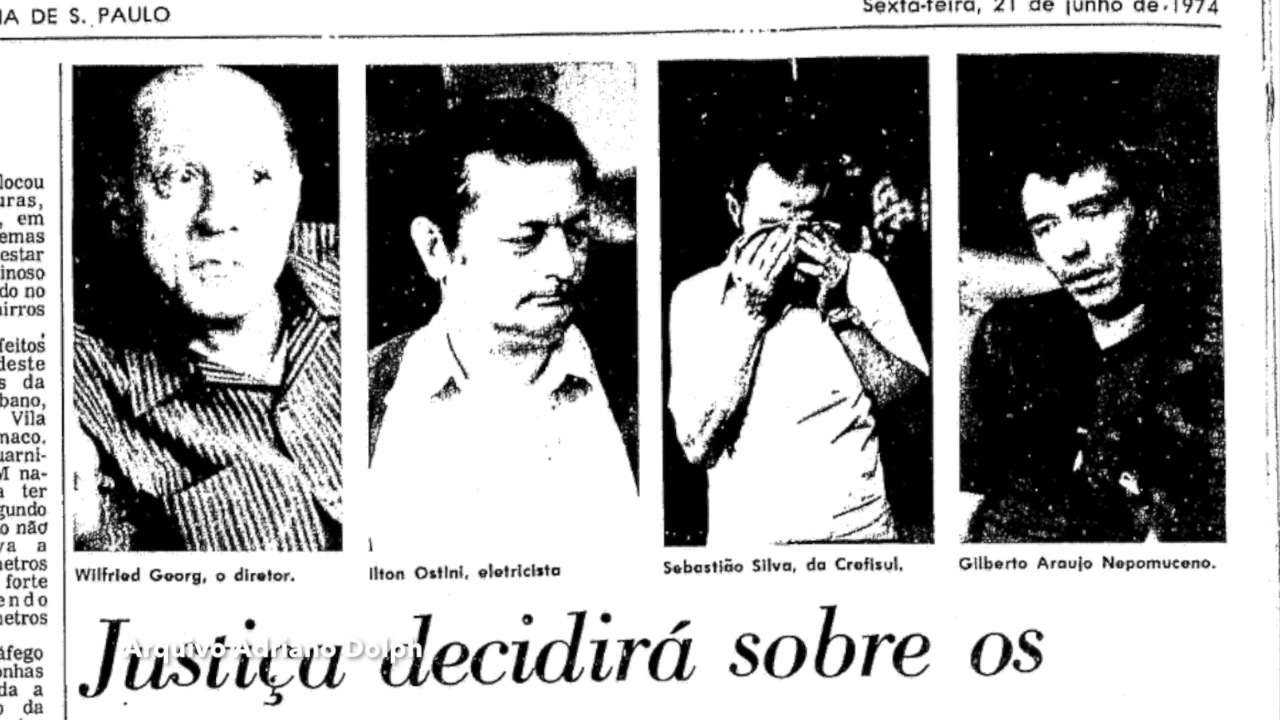 IA DE S. PAULO
Sexta-feira, 21 de junho de 1974
locou
uras,
, em
emas
estar
inoso
do no
airros
feitos
deste
s da
bano,
Vila
naco.
uarni-
M na-
a ter
gundo
o não
va a
netros
forte
endo
netros
áfego
onhas
da a
o da
Wilfried Georg, o diretor.
Ilton Ostini, eletricista
Sebastião Silva, da Crefisul.
Gilberto Araujo Nepomuceno.
Justiça decidirá sobre os
Arquivo Adriano Dolph